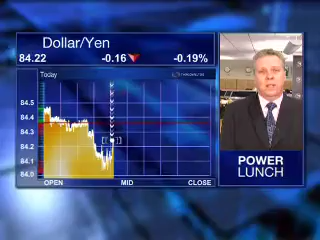 Dollar/Yen
84.22 -0.16 -0.19%
Today
84.5
84.4
84.3
84.2
84.1
84.0
OPEN MID CLOSE
POWER
LUNCH